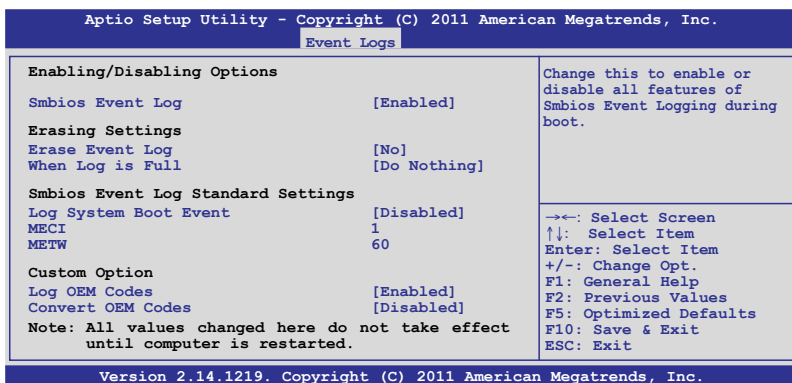 Aptio Setup Utility - Copyright (C) 2011 American Megatrends, Inc.
Event Logs
Enabling/Disabling Options
Smbios Event Log [Enabled]
Erasing Settings
Erase Event Log [No]
When Log is Full [Do Nothing]
Smbios Event Log Standard Settings
Log System Boot Event [Disabled]
MECI 1
METW 60
Custom Option
Log OEM Codes [Enabled]
Convert OEM Codes [Disabled]
Note: All values changed here do not take effect
until computer is restarted.
Change this to enable or
disable all features of
Smbios Event Logging during
boot.
→←: Select Screen
↑↓: Select Item
Enter: Select Item
+/-: Change Opt.
F1: General Help
F2: Previous Values
F5: Optimized Defaults
F10: Save & Exit
ESC: Exit
Version 2.14.1219. Copyright (C) 2011 American Megatrends, Inc.